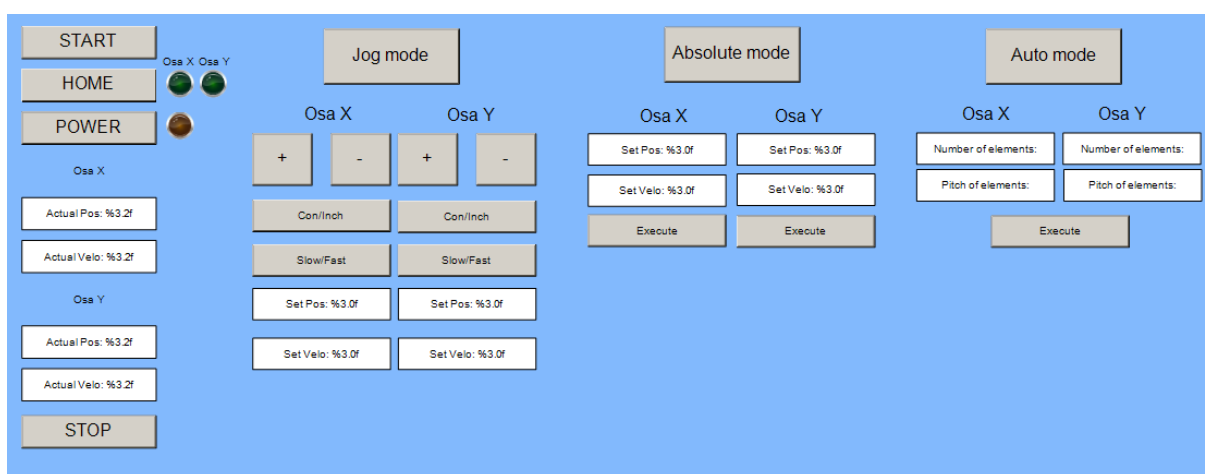 START
HOME
POWER
Osa X Osa Y
Osa X
Actual Pos: %3.2f
Actual Velo: %3.2f
Osa Y
Actual Pos: %3.2f
Actual Velo: %3.2f
STOP
Jog mode
Osa X Osa Y
+ - + -
Con/Inch Con/Inch
Slow/Fast Slow/Fast
Set Pos: %3.0f Set Pos: %3.0f
Set Velo: %3.0f Set Velo: %3.0f
Absolute mode
Osa X Osa Y
Set Pos: %3.0f Set Pos: %3.0f
Set Velo: %3.0f Set Velo: %3.0f
Execute Execute
Auto mode
Osa X Osa Y
Number of elements: Number of elements:
Pitch of elements: Pitch of elements:
Execute